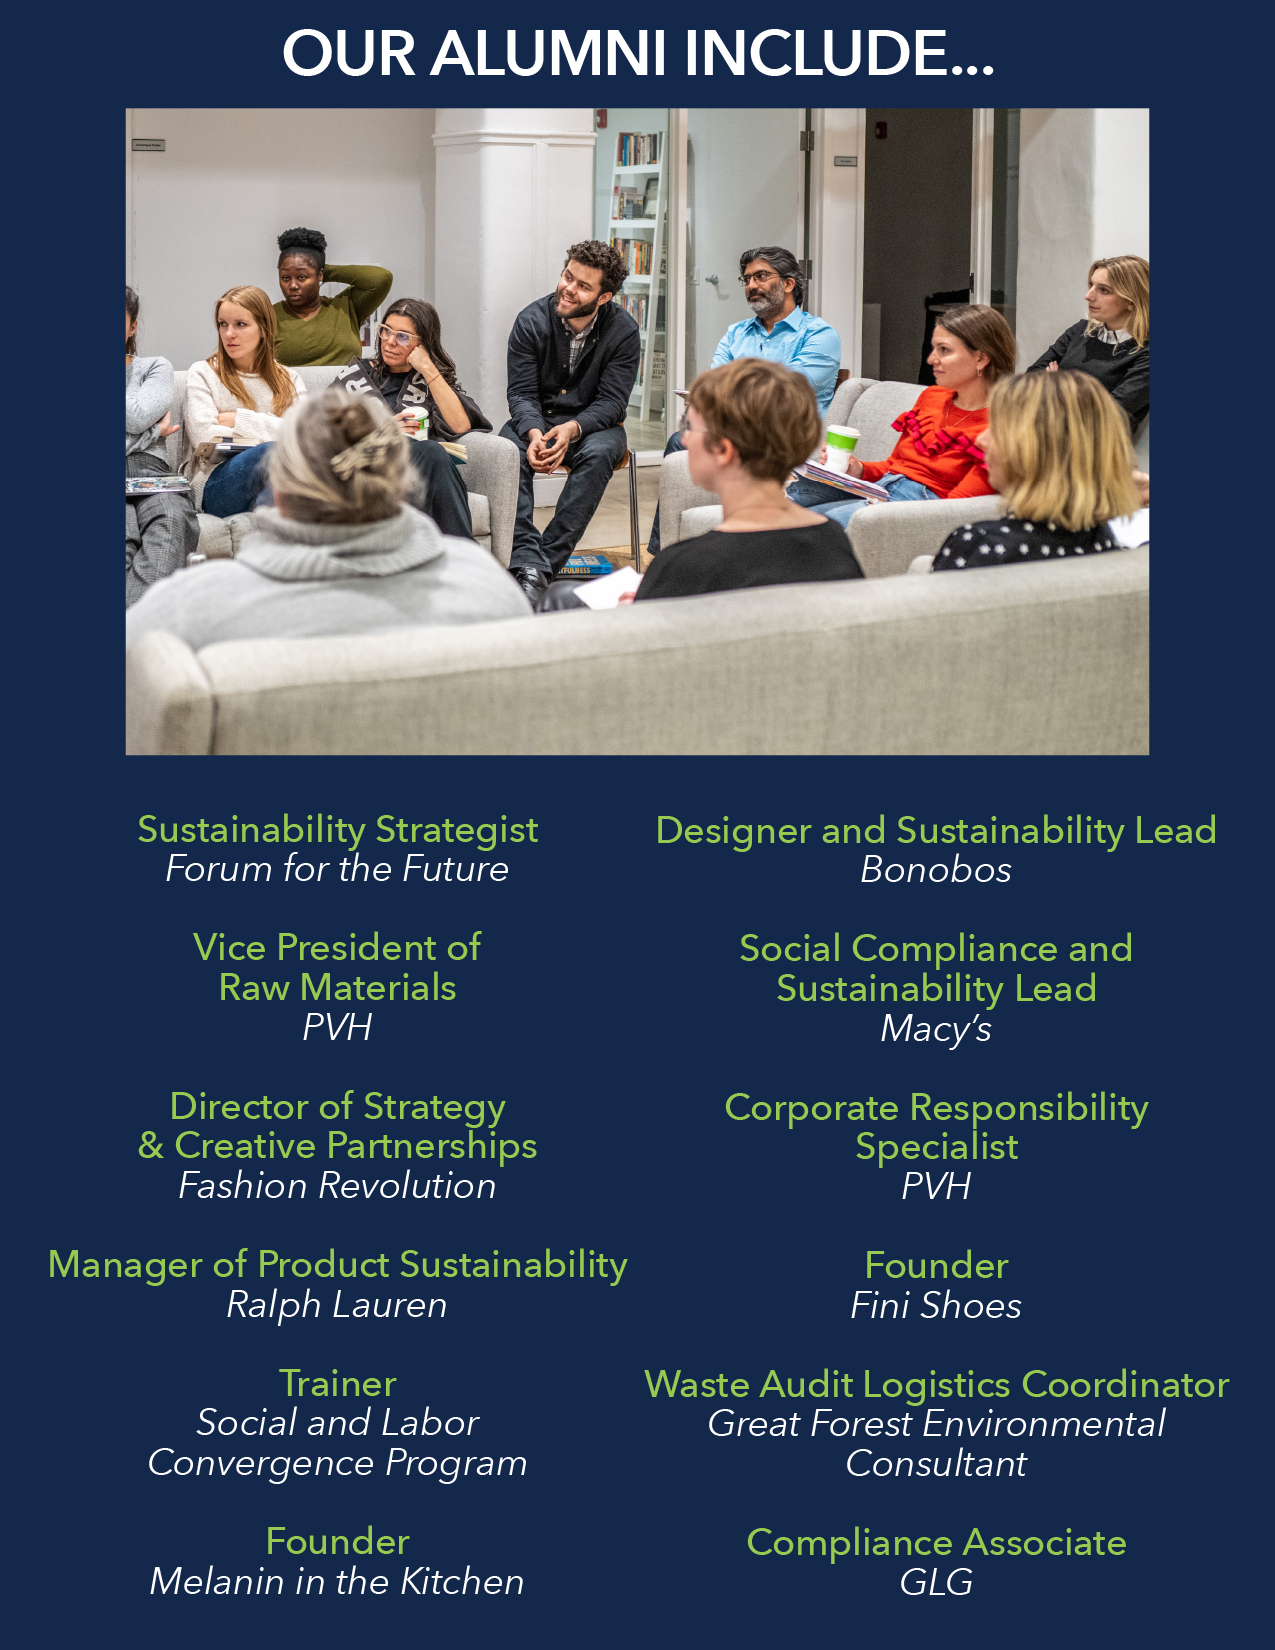 OUR ALUMNI INCLUDE...
Sustainability Strategist
Forum for the Future
Vice President of
Raw Materials
PVH
Director of Strategy
& Creative Partnerships
Fashion Revolution
Manager of Product Sustainability
Ralph Lauren
Trainer
Social and Labor
Convergence Program
Founder
Melanin in the Kitchen
Designer and Sustainability Lead
Bonobos
Social Compliance and
Sustainability Lead
Macy's
Corporate Responsibility
Specialist
PVH
Founder
Fini Shoes
Waste Audit Logistics Coordinator
Great Forest Environmental
Consultant
Compliance Associate
GLG